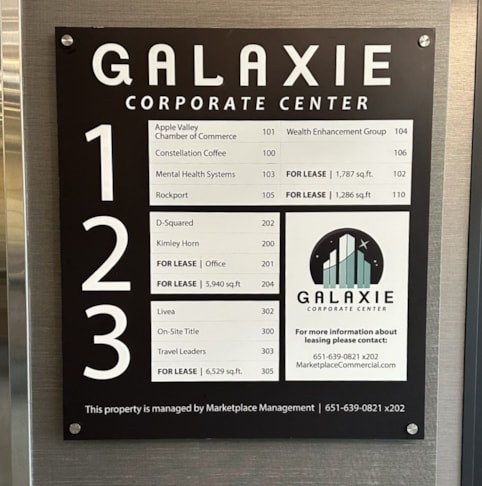 GALAXIE
CORPORATE CENTER
1
Apple Valley
Chamber of Commerce 101
Constellation Coffee 100
Mental Health Systems 103
Rockport 105
Wealth Enhancement Group 104
106
FOR LEASE | 1,787 sq.ft. 102
FOR LEASE | 1,286 sq.ft 110
2
D-Squared 202
Kimley Horn 200
FOR LEASE | Office 201
FOR LEASE | 5,940 sq.ft 204
3
Livea 302
On-Site Title 300
Travel Leaders 303
FOR LEASE | 6,529 sq.ft. 305
GALAXIE
CORPORATE CENTER
For more information about
leasing please contact:
651-639-0821 x202
MarketplaceCommercial.com
This property is managed by Marketplace Management | 651-639-0821 x202